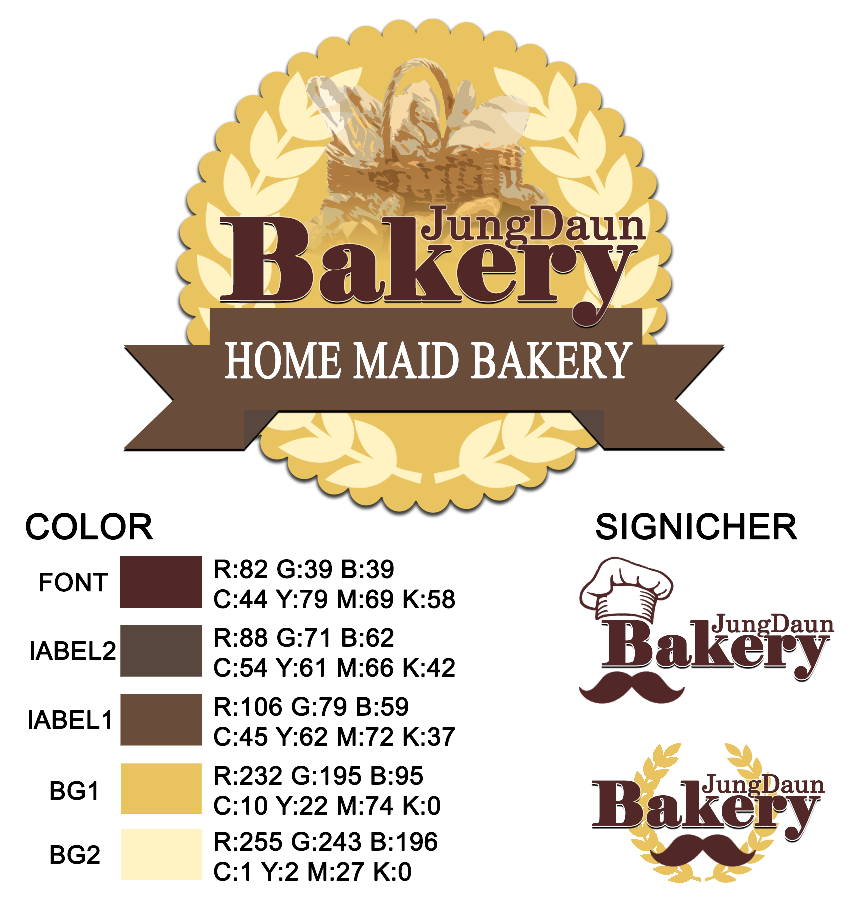 JungDaun
Bakery
HOME MAID BAKERY
COLOR
FONT
R:82 G:39 B:39
C:44 Y:79 M:69 K:58
lABEL2
R:88 G:71 B:62
C:54 Y:61 M:66 K:42
lABEL1
R:106 G:79 B:59
C:45 Y:62 M:72 K:37
BG1
R:232 G:195 B:95
C:10 Y:22 M:74 K:0
BG2
R:255 G:243 B:196
C:1 Y:2 M:27 K:0
SIGNICHER
JungDaun
Bakery
JungDaun
Bakery